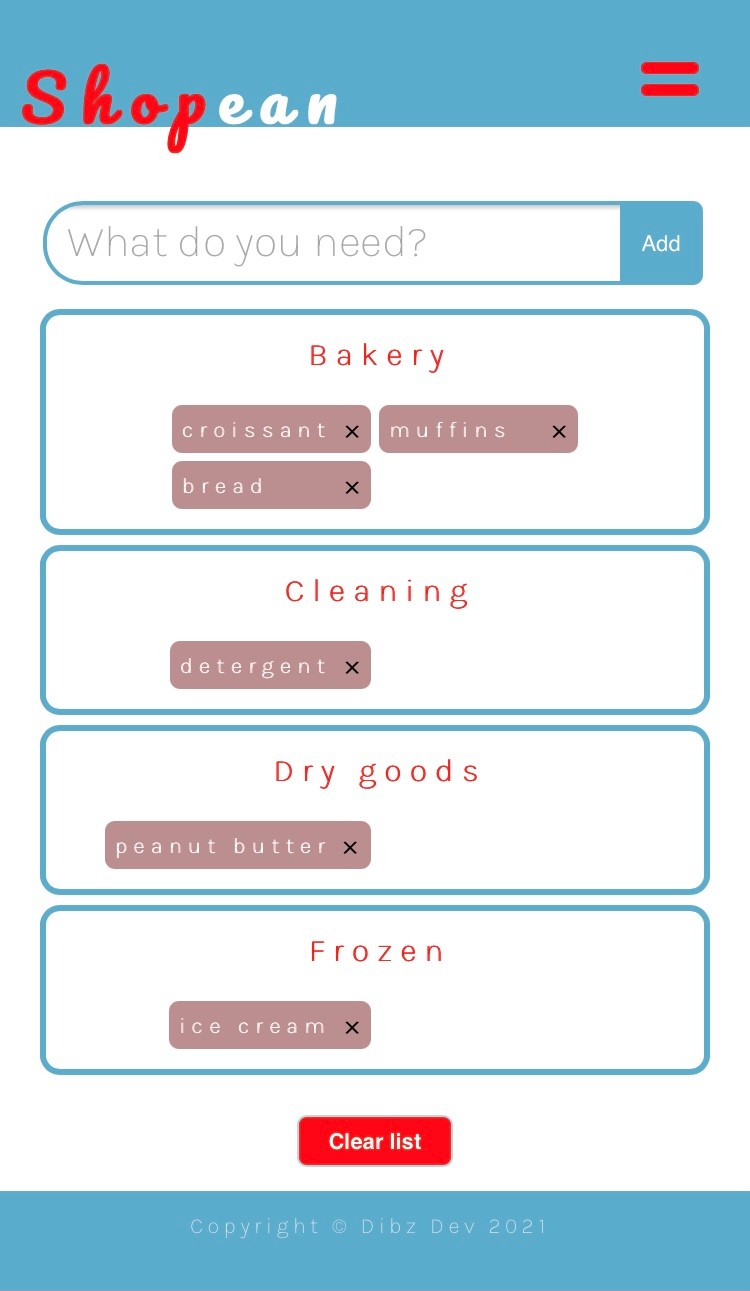 Shopean
What do you need? Add
Bakery
croissant × muffins ×
bread ×
Cleaning
detergent ×
Dry goods
peanut butter ×
Frozen
ice cream ×
Clear list
Copyright © Dibz Dev 2021